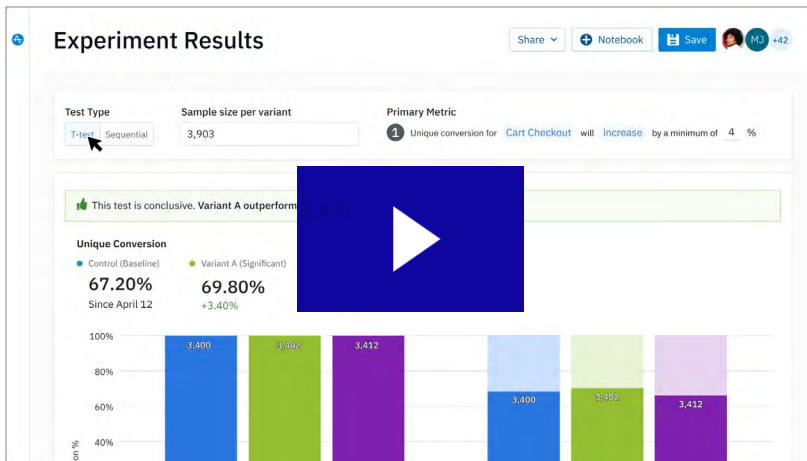 Experiment Results
Share
Notebook
Save
MJ
+42
Test Type
Sample size per variant
Primary Metric
T-test
Sequential
3,903
1
Unique conversion for Cart Checkout will increase by a minimum of 4 %
This test is conclusive. Variant A outperform
Unique Conversion
Control (Baseline)
Variant A (Significant)
67.20%
69.80%
Since April 12
+3.40%
100%
3,400
3,402
3,412
80%
60%
3,400
3,402
3,412
40%
on %